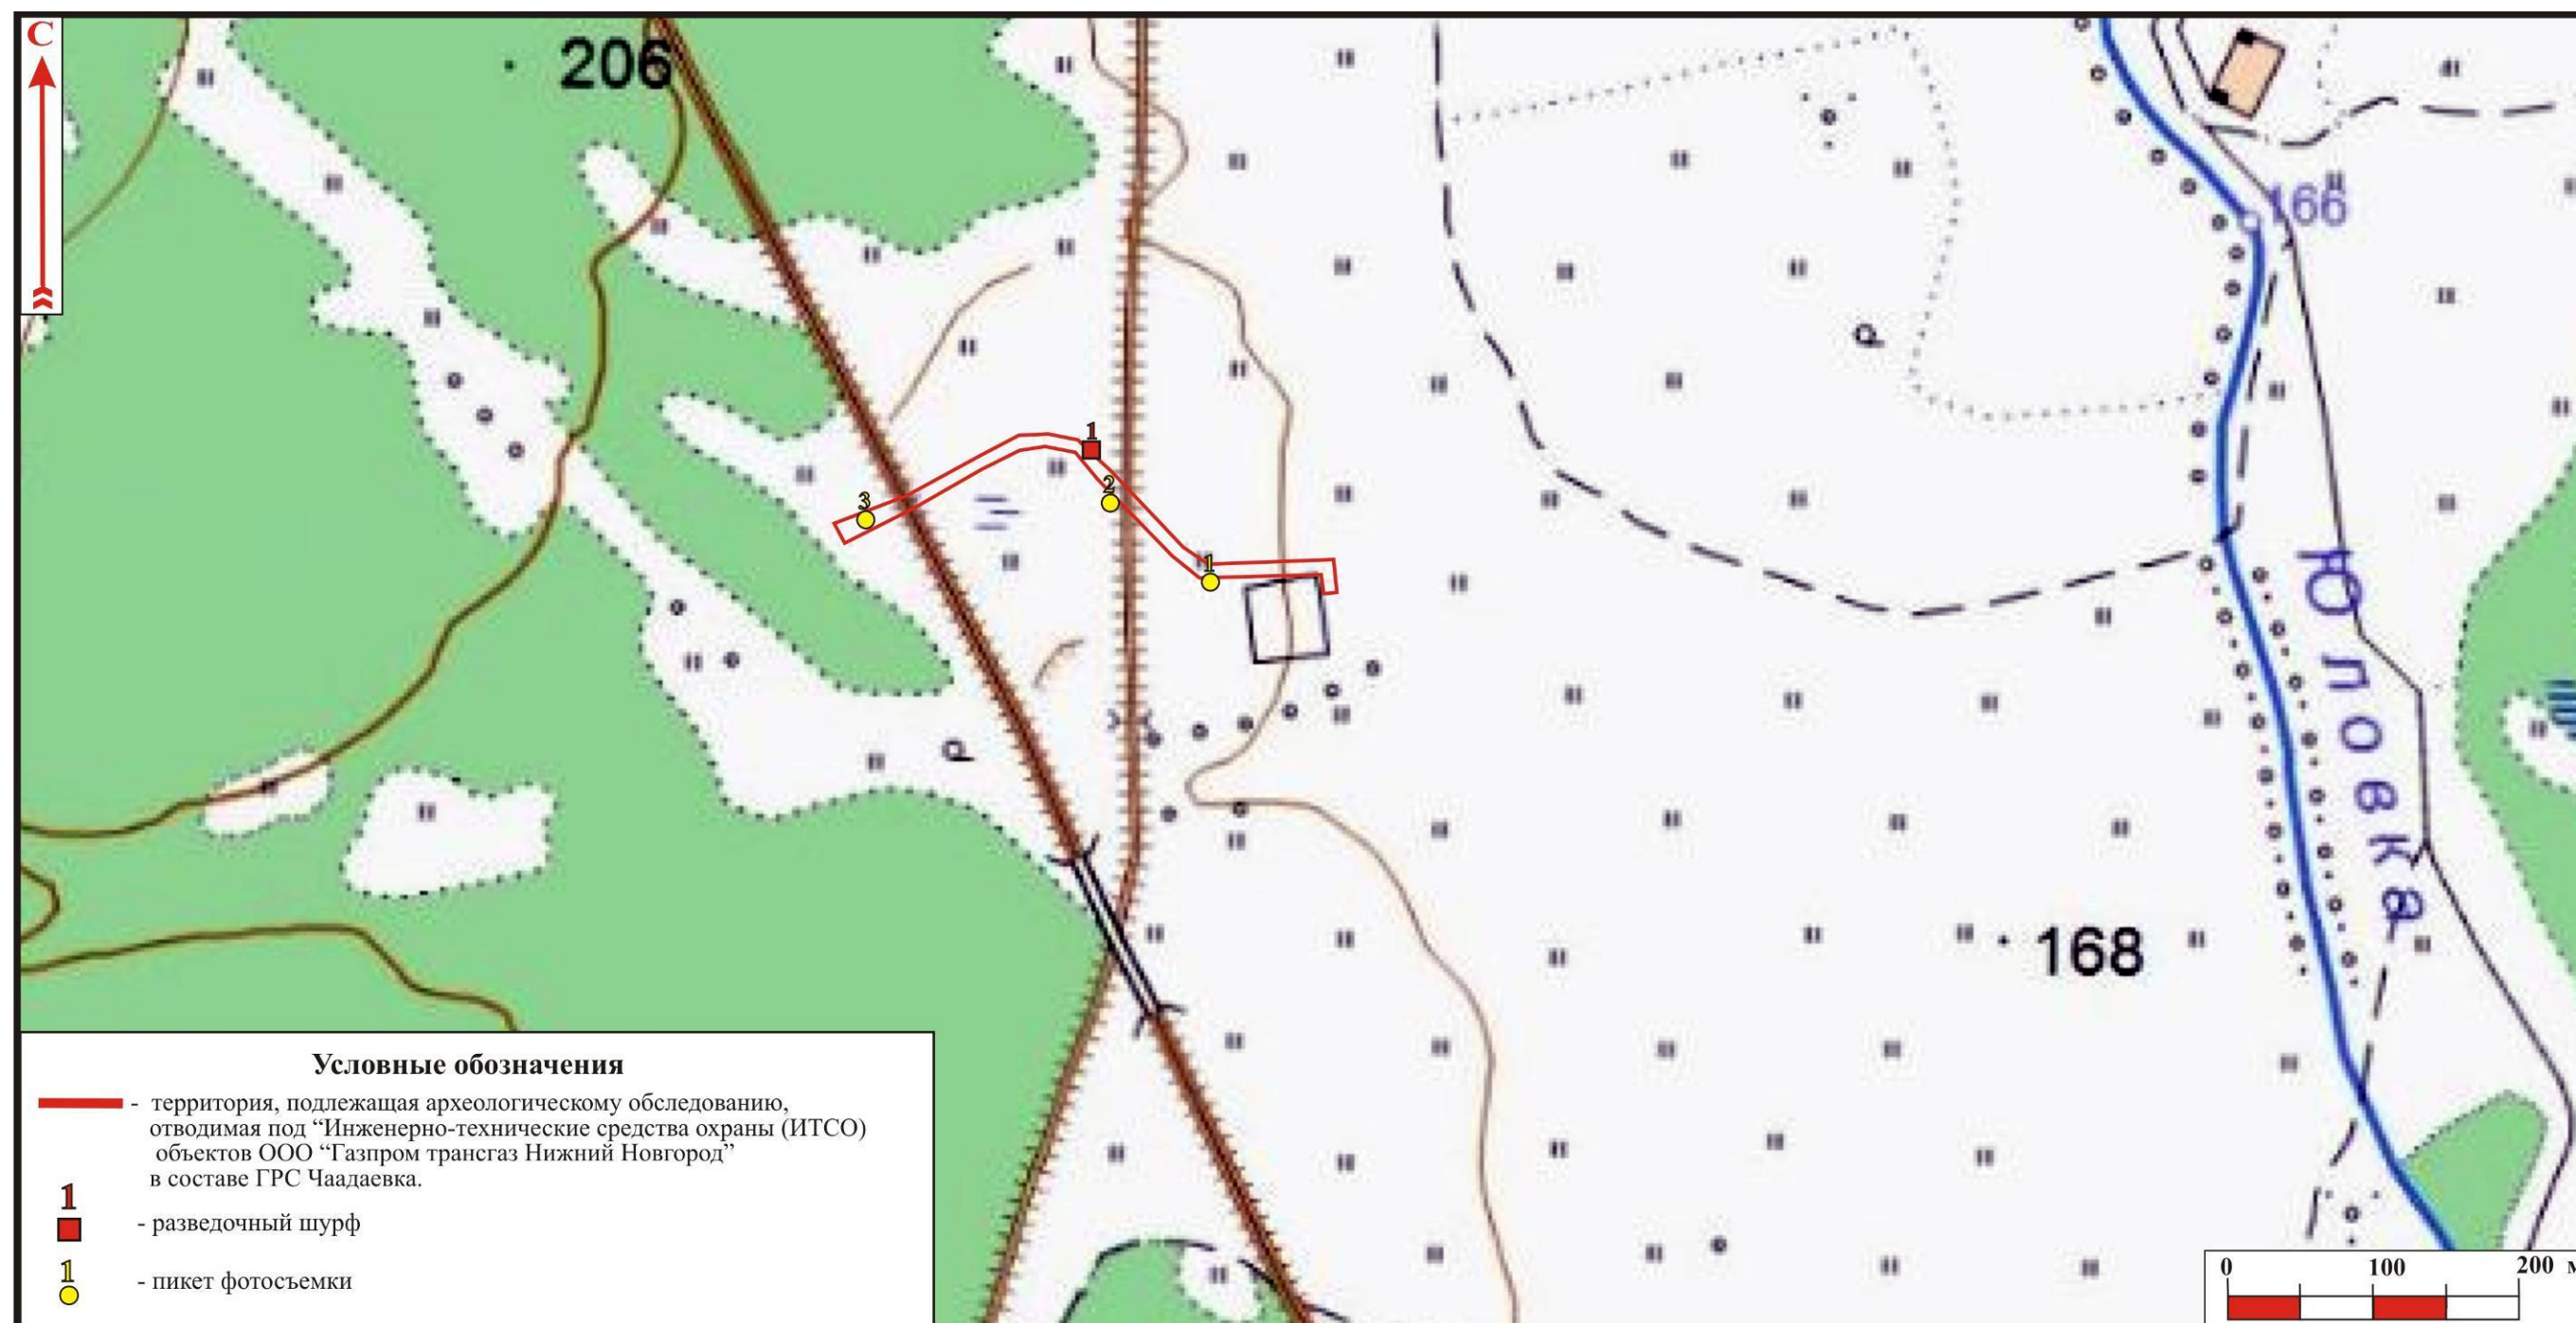 С
206
166
р
1
2
3
1
Юловка
р
168
Условные обозначения
- территория, подлежащая археологическому обследованию,
отводимая под “Инженерно-технические средства охраны (ИТСО)
объектов ООО “Газпром трансгаз Нижний Новгород”
в составе ГРС Чаадаевка.
1
- разведочный шурф
1
- пикет фотосъемки
0 100 200 м